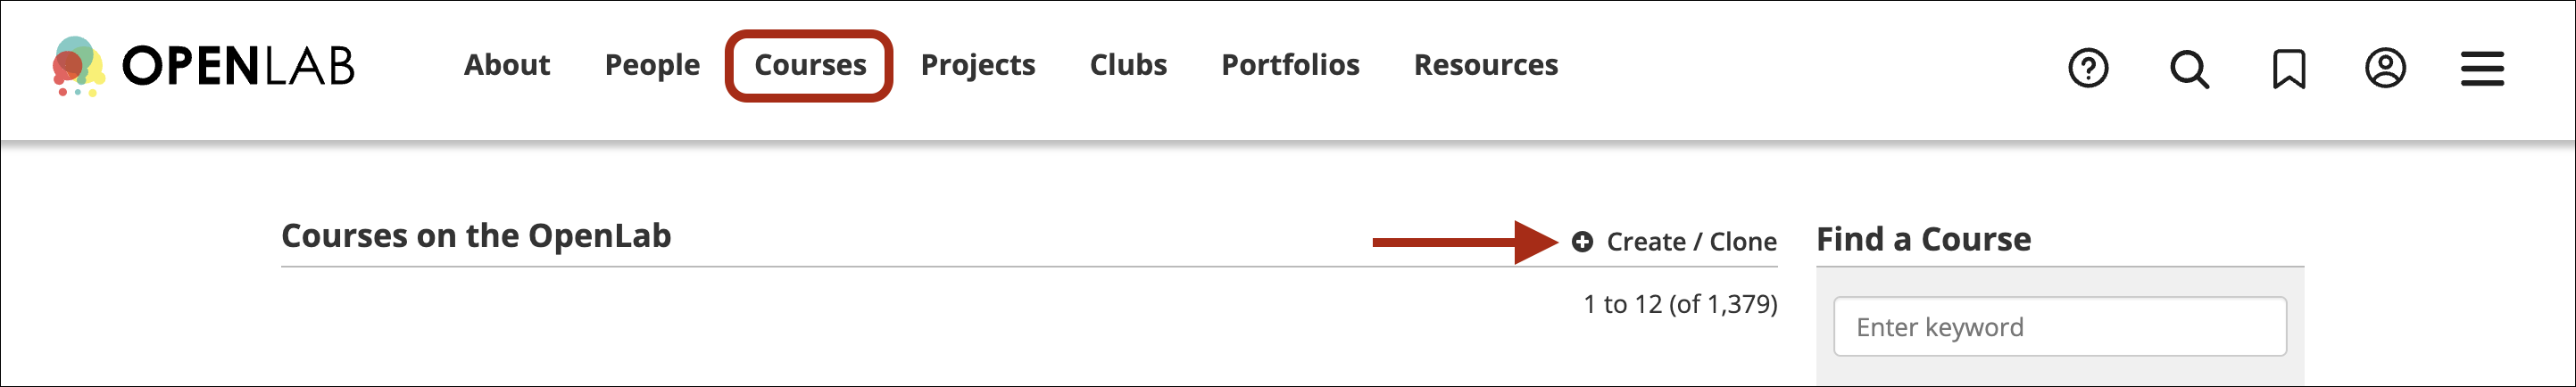 OPENLAB About People Courses Projects Clubs Portfolios Resources
Courses on the OpenLab
Create / Clone
1 to 12 (of 1,379)
Find a Course
Enter keyword